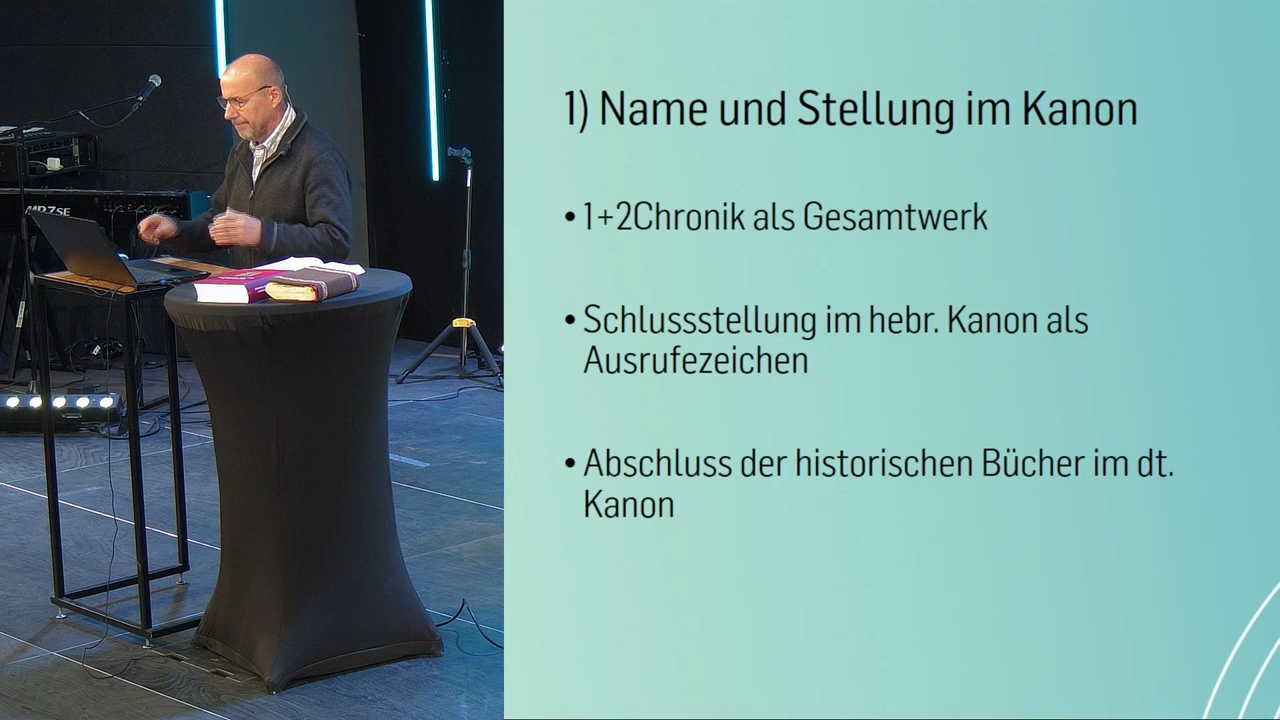 MP7SE
1) Name und Stellung im Kanon
• 1+2Chronik als Gesamtwerk
• Schlussstellung im hebr. Kanon als
Ausrufezeichen
• Abschluss der historischen Bücher im dt.
Kanon